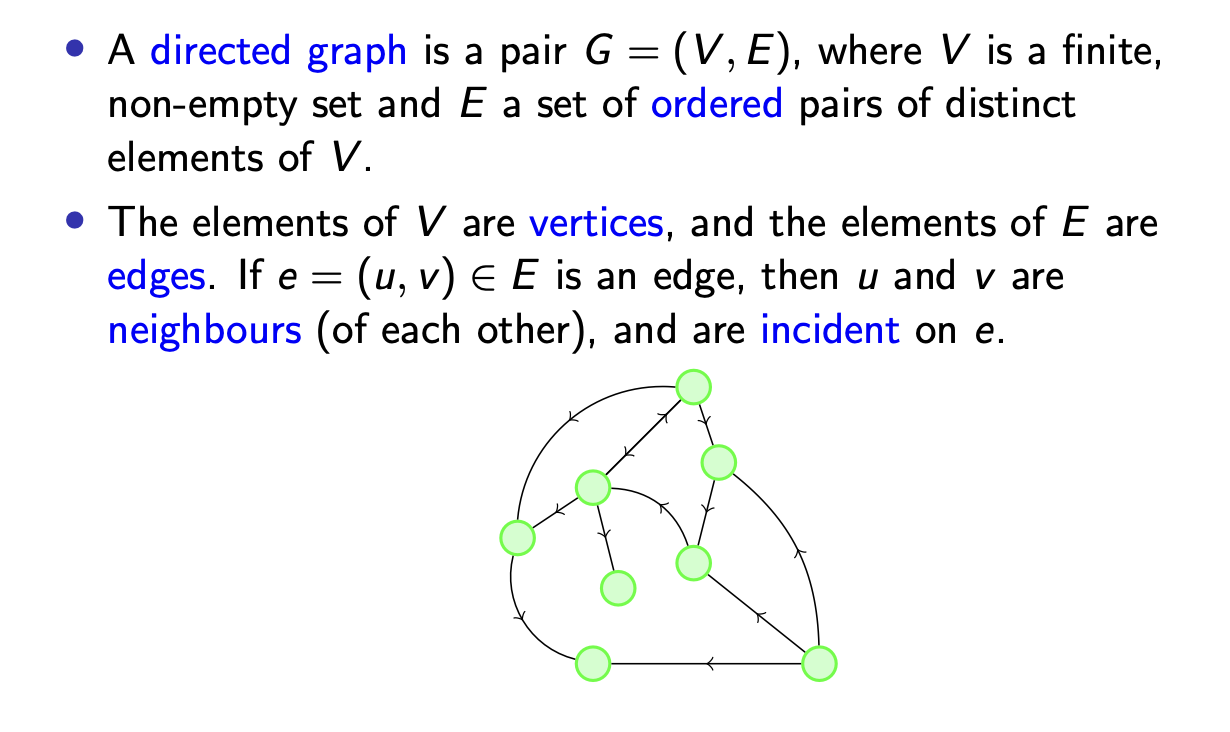 • A directed graph is a pair G = (V, E), where V is a finite,
non-empty set and E a set of ordered pairs of distinct
elements of V.
• The elements of V are vertices, and the elements of E are
edges. If e = (u, v) ∈ E is an edge, then u and v are
neighbours (of each other), and are incident on e.